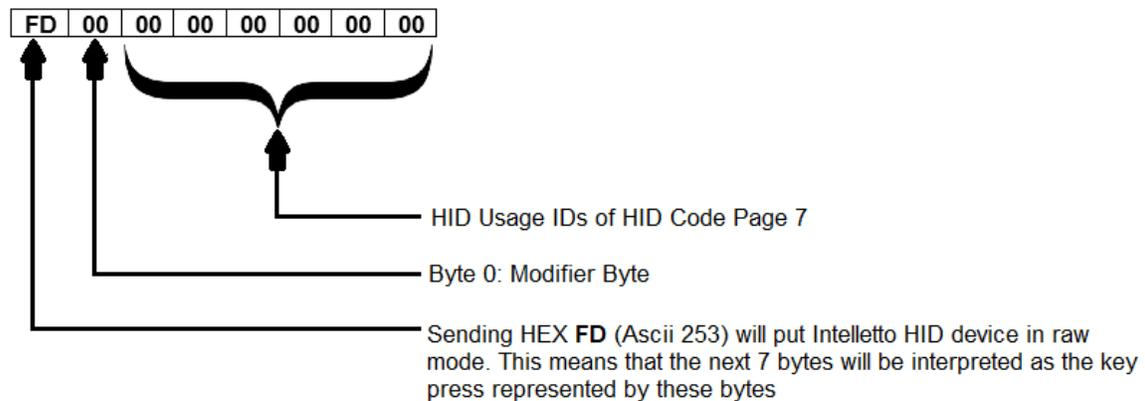 FD 00 00 00 00 00 00 00
HID Usage IDs of HID Code Page 7
Byte 0: Modifier Byte
Sending HEX FD (Ascii 253) will put Intelletto HID device in raw
mode. This means that the next 7 bytes will be interpreted as the key
press represented by these bytes